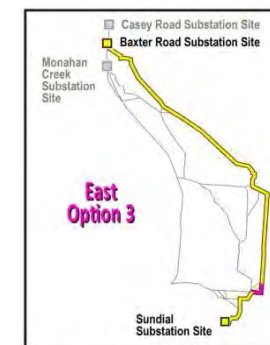 Casey Road Substation Site
Baxter Road Substation Site
Monahan
Creek
Substation
Site
East
Option 3
Sundial
Substation Site